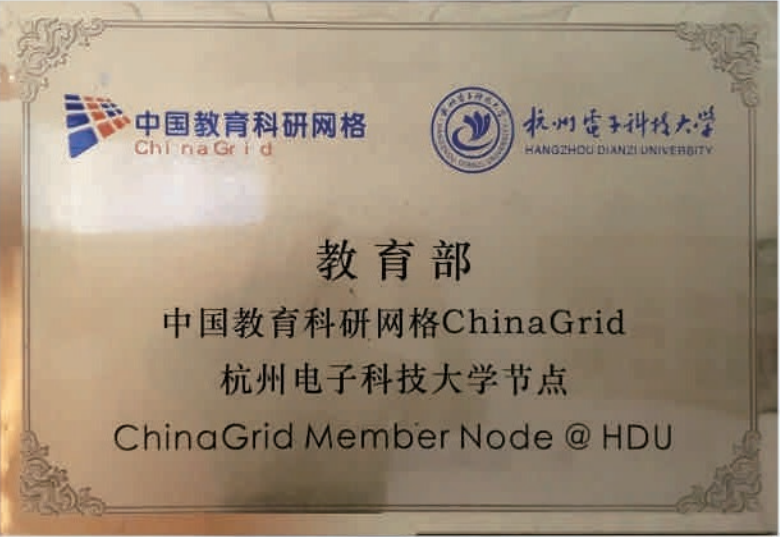 中国教育科研网格
ChinaGrid
杭州电子科技大学
HANGZHOU DIANZI UNIVERSITY
教育部
中国教育科研网格ChinaGrid
杭州电子科技大学节点
ChinaGrid Member Node @ HDU